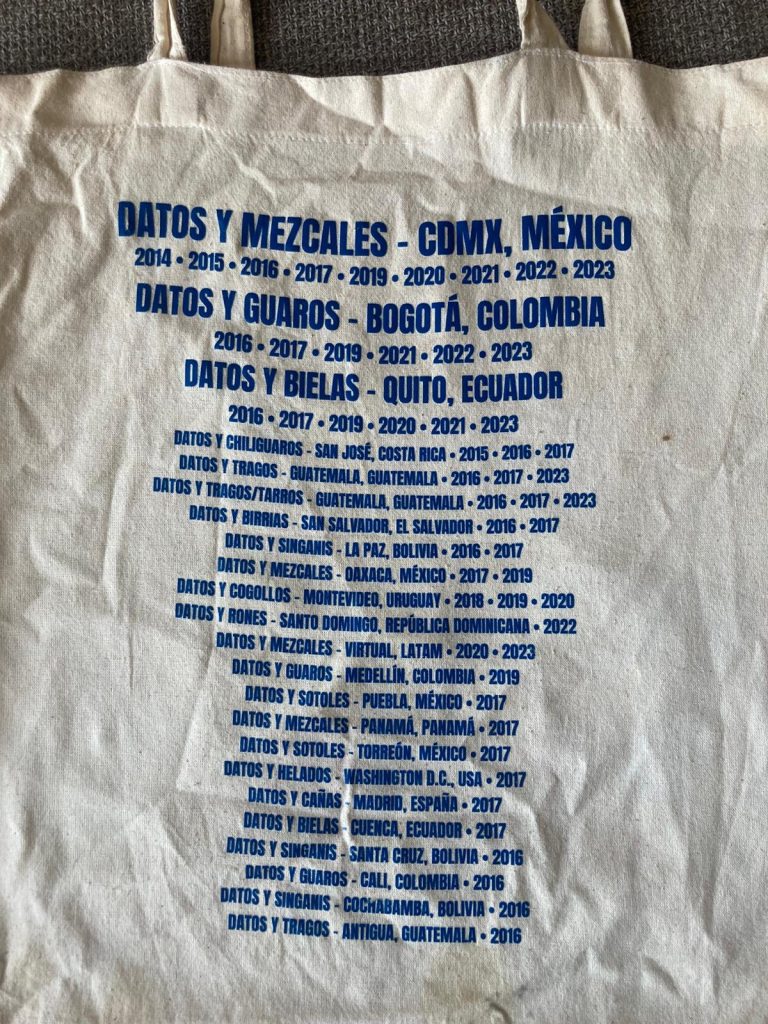 DATOS Y MEZCALES - CDMX, MÉXICO
2014 • 2015 • 2016 • 2017 • 2019 • 2020 • 2021 • 2022 • 2023
DATOS Y GUAROS - BOGOTÁ, COLOMBIA
2016 • 2017 • 2019 • 2021 • 2022 • 2023
DATOS Y BIELAS - QUITO, ECUADOR
2016 • 2017 • 2019 • 2020 • 2021 • 2023
DATOS Y CHILIGUAROS - SAN JOSÉ, COSTA RICA • 2015 • 2016 • 2017
DATOS Y TRAGOS - GUATEMALA, GUATEMALA • 2016 • 2017 • 2023
DATOS Y TRAGOS/TARROS - GUATEMALA, GUATEMALA • 2016 • 2017 • 2023
DATOS Y BIRRIAS - SAN SALVADOR, EL SALVADOR • 2016 • 2017
DATOS Y SINGANIS - LA PAZ, BOLIVIA • 2016 • 2017
DATOS Y MEZCALES - OAXACA, MÉXICO • 2017 • 2019
DATOS Y COGOLLOS - MONTEVIDEO, URUGUAY • 2018 • 2019 • 2020
DATOS Y RONES - SANTO DOMINGO, REPÚBLICA DOMINICANA • 2022
DATOS Y MEZCALES - VIRTUAL, LATAM • 2020 • 2023
DATOS Y GUAROS - MEDELLÍN, COLOMBIA • 2019
DATOS Y SOTOLES - PUEBLA, MÉXICO • 2017
DATOS Y MEZCALES - PANAMÁ, PANAMÁ • 2017
DATOS Y SOTOLES - TORREÓN, MÉXICO • 2017
DATOS Y HELADOS - WASHINGTON D.C., USA • 2017
DATOS Y CAÑAS - MADRID, ESPAÑA • 2017
DATOS Y BIELAS - CUENCA, ECUADOR • 2017
DATOS Y SINGANIS - SANTA CRUZ, BOLIVIA • 2016
DATOS Y GUAROS - CALI, COLOMBIA • 2016
DATOS Y SINGANIS - COCHABAMBA, BOLIVIA • 2016
DATOS Y TRAGOS - ANTIGUA, GUATEMALA • 2016